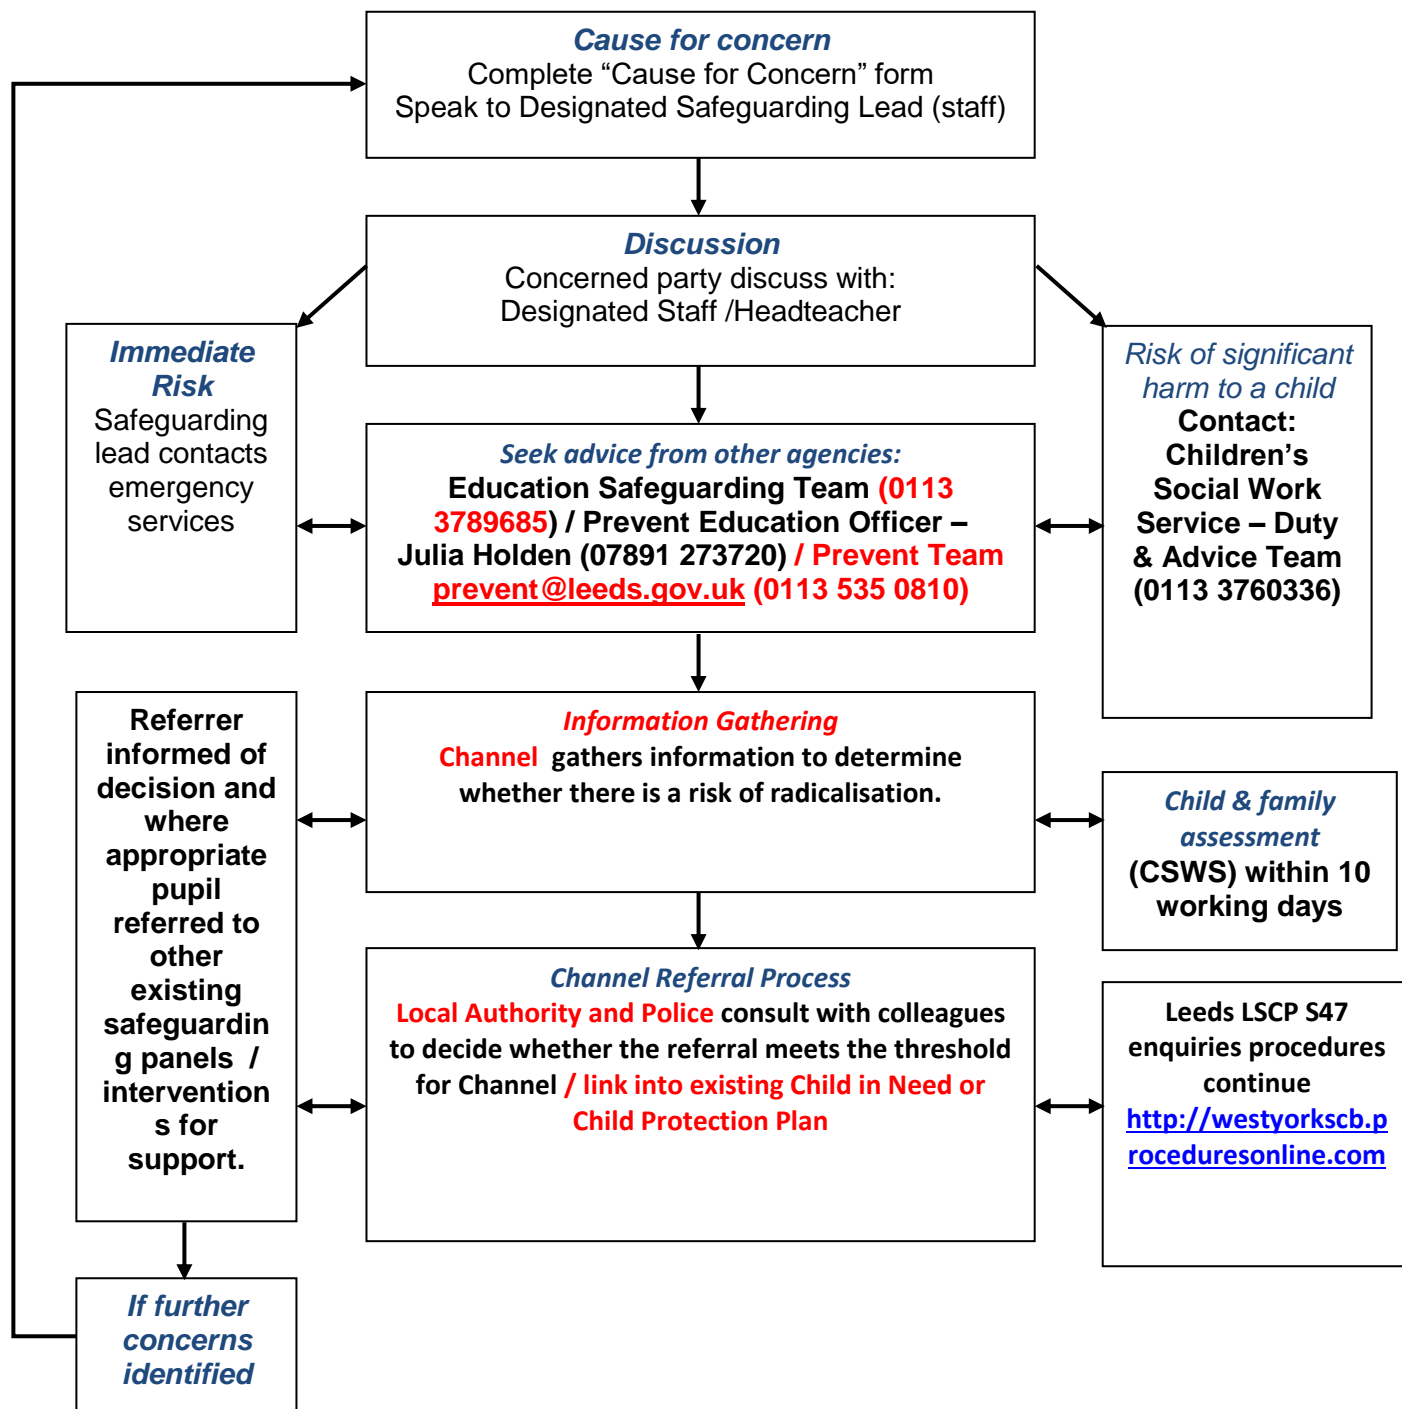 Cause for concern
Complete “Cause for Concern” form
Speak to Designated Safeguarding Lead (staff)
Discussion
Concerned party discuss with:
Designated Staff /Headteacher
Immediate
Risk
Safeguarding
lead contacts
emergency
services
Seek advice from other agencies:
Education Safeguarding Team (0113
3789685) / Prevent Education Officer –
Julia Holden (07891 273720) / Prevent Team
prevent@leeds.gov.uk (0113 535 0810)
Risk of significant
harm to a child
Contact:
Children’s
Social Work
Service – Duty
& Advice Team
(0113 3760336)
Referrer
informed of
decision and
where
appropriate
pupil
referred to
other
existing
safeguardin
g panels /
intervention
s for
support.
Information Gathering
Channel gathers information to determine
whether there is a risk of radicalisation.
Child & family
assessment
(CSWS) within 10
working days
Channel Referral Process
Local Authority and Police consult with colleagues
to decide whether the referral meets the threshold
for Channel / link into existing Child in Need or
Child Protection Plan
Leeds LSCP S47
enquiries procedures
continue
http://westyorkscb.p
roceduresonline.com
If further
concerns
identified